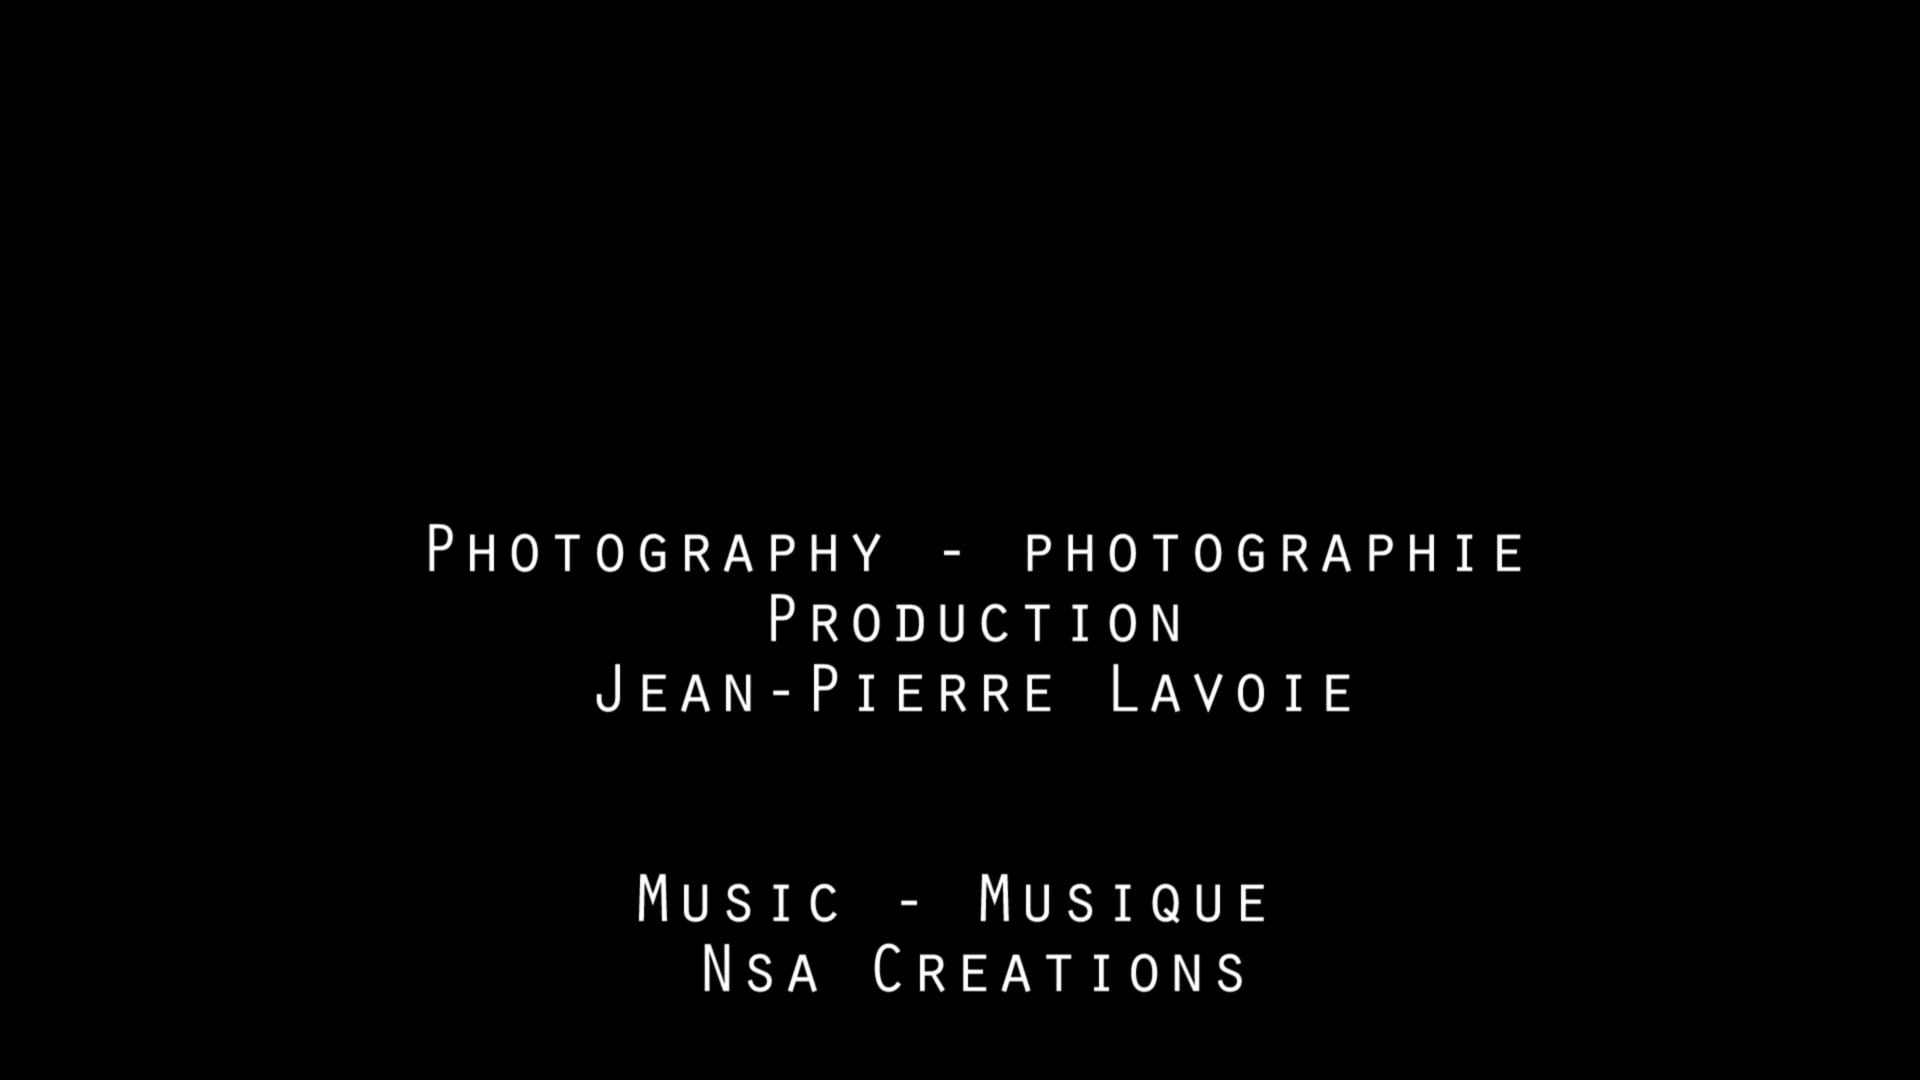 Photography - photographie
Production
Jean-Pierre Lavoie
Music - Musique
Nsa Creations